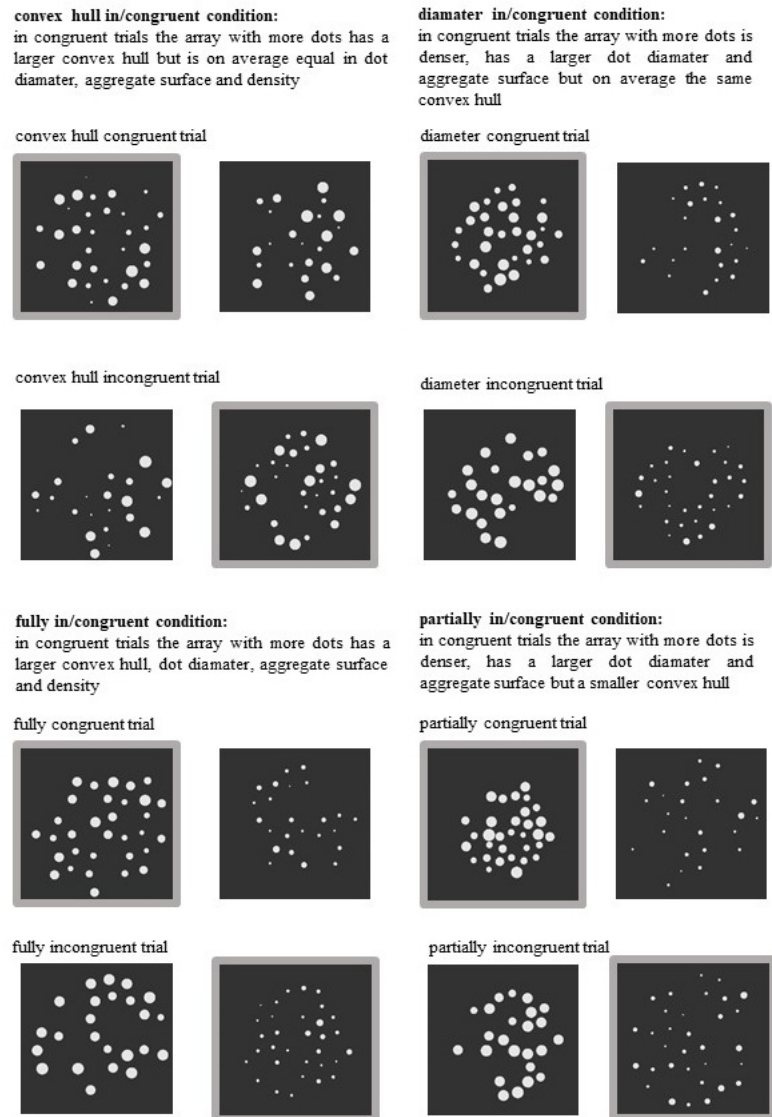 convex hull in/congruent condition:
in congruent trials the array with more dots has a
larger convex hull but is on average equal in dot
diamater, aggregate surface and density
convex hull congruent trial
convex hull incongruent trial
diamater in/congruent condition:
in congruent trials the array with more dots is
denser, has a larger dot diamater and
aggregate surface but on average the same
convex hull
diameter congruent trial
diameter incongruent trial
fully in/congruent condition:
in congruent trials the array with more dots has a
larger convex hull, dot diamater, aggregate surface
and density
fully congruent trial
fully incongruent trial
partially in/congruent condition:
in congruent trials the array with more dots is
denser, has a larger dot diamater and
aggregate surface but a smaller convex hull
partially congruent trial
partially incongruent trial